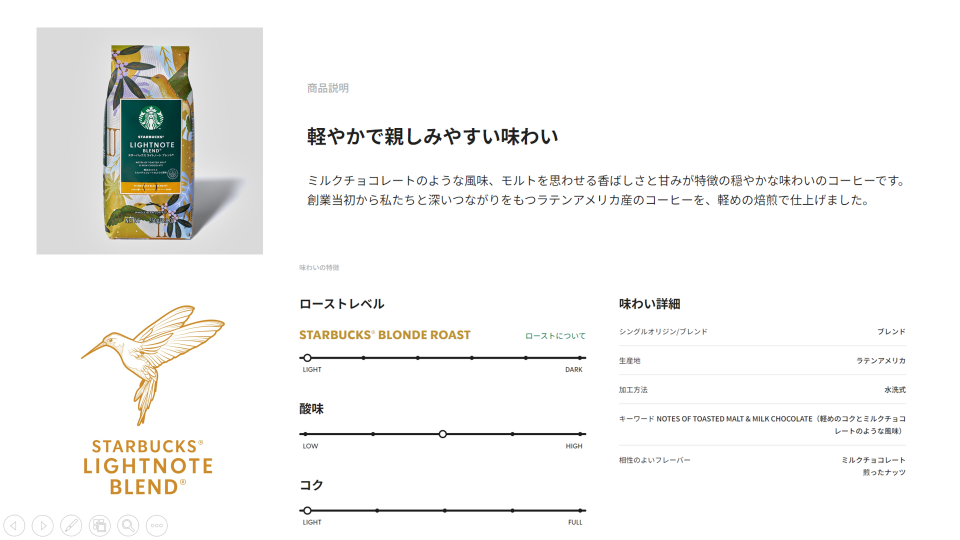 STARBUCKS®
LIGHTNOTE
BLEND®
商品説明
軽やかで親しみやすい味わい
ミルクチョコレートのような風味、モルトを思わせる香ばしさと甘みが特徴の穏やかな味わいのコーヒーです。
創業当初から私たちと深いつながりをもつラテンアメリカ産のコーヒーを、軽めの焙煎で仕上げました。
味わいの特徴
STARBUCKS®
LIGHTNOTE
BLEND®
ローストレベル
STARBUCKS® BLONDE ROAST
ローストについて
LIGHT
DARK
酸味
LOW
HIGH
コク
LIGHT
FULL
味わい詳細
シングルオリジン/ブレンド
ブレンド
生産地
ラテンアメリカ
加工方法
水洗式
キーワード NOTES OF TOASTED MALT & MILK CHOCOLATE（軽めのコクとミルクチョコ
レートのような風味）
相性のよいフレーバー
ミルクチョコレート
煎ったナッツ